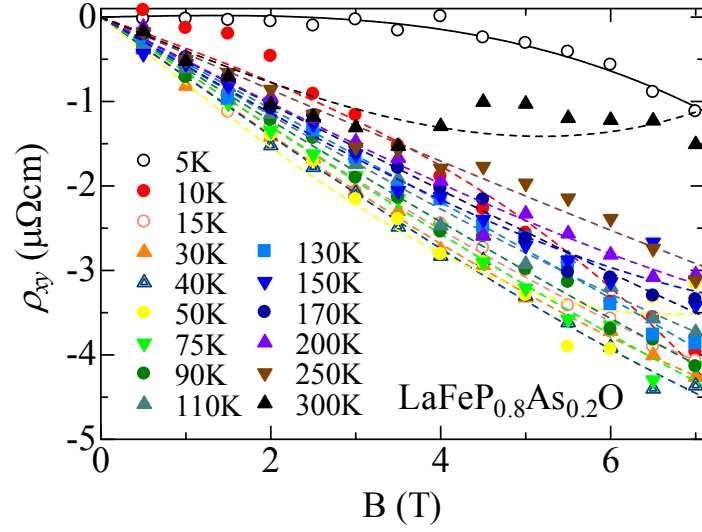 0
-1
-2
-3
-4
-5
ρxy (μΩcm)
5K
10K
15K
30K
40K
50K
75K
90K
110K
130K
150K
170K
200K
250K
300K
LaFeP0.8As0.2O
0 2 4 6
B (T)